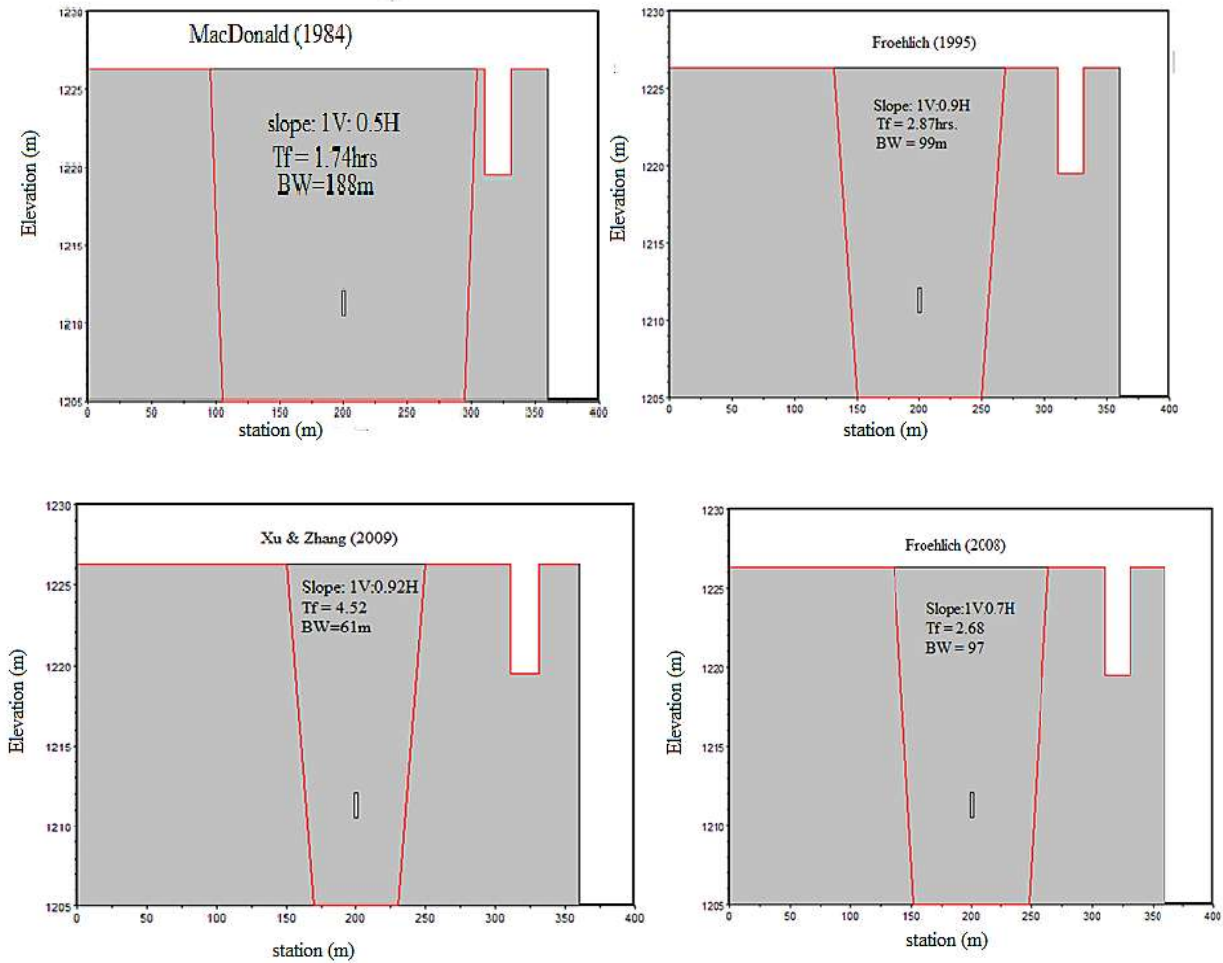 MacDonald (1984)
slope: 1V: 0.5H
Tf = 1.74hrs
BW=188m
Elevation (m)
1230
1225
1220
1215
1210
1205
0 50 100 150 200 250 300 350 400
station (m)
Froehlich (1995)
Slope: 1V:0.9H
Tf = 2.87hrs.
BW = 99m
Elevation (m)
1230
1225
1220
1215
1210
1205
0 50 100 150 200 250 300 350 400
station (m)
Xu & Zhang (2009)
Slope: 1V:0.92H
Tf = 4.52
BW=61m
Elevation (m)
1230
1225
1220
1215
1210
1205
0 50 100 150 200 250 300 350 400
station (m)
Froehlich (2008)
Slope:1V:0.7H
Tf = 2.68
BW = 97
Elevation (m)
1230
1225
1220
1215
1210
1205
0 50 100 150 200 250 300 350 400
station (m)